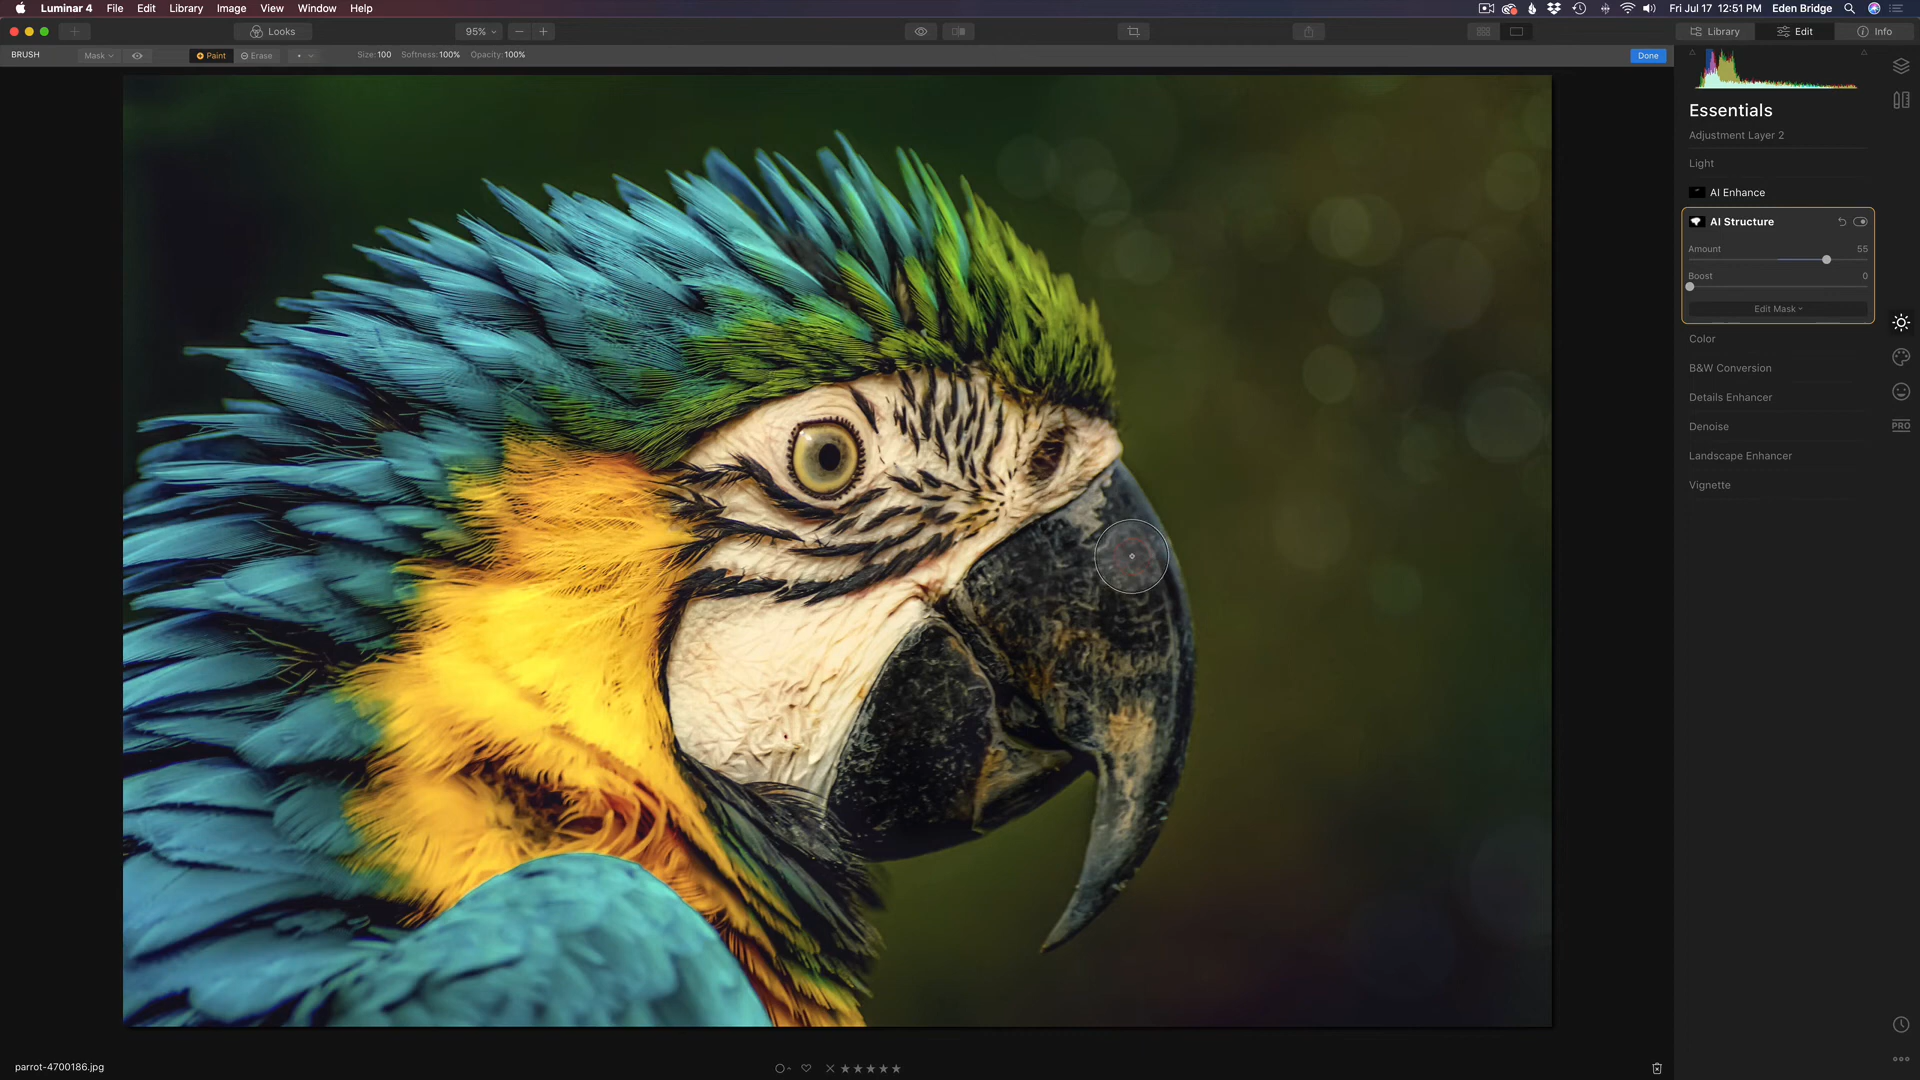 Luminar 4 File Edit Library Image View Window Help Fri Jul 17 12:51 PM Eden Bridge
Looks 95% Library Edit Info
BRUSH Mask Paint Erase Size:100 Softness:100% Opacity:100% Done
Essentials
Adjustment Layer 2
Light
AI Enhance
AI Structure
Amount 55
Boost 0
Edit Mask
Color
B&W Conversion
PRO
Details Enhancer
Denoise
Landscape Enhancer
Vignette
parrot-4700186.jpg